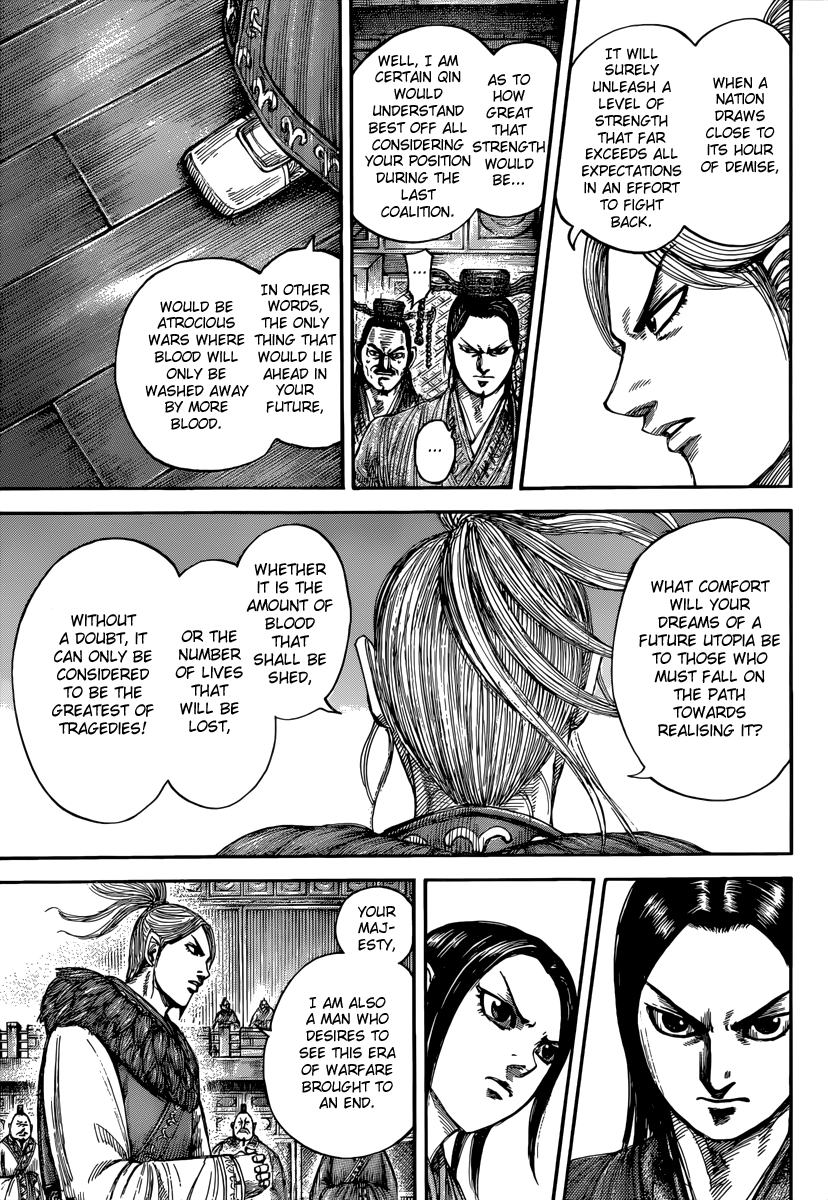 WHEN A
NATION
DRAWS
CLOSE TO
ITS HOUR
OF DEMISE,
IT WILL
SURELY
UNLEASH A
LEVEL OF
STRENGTH
THAT FAR
EXCEEDS ALL
EXPECTATIONS
IN AN EFFORT
TO FIGHT
BACK.
AS TO
HOW
GREAT
THAT
STRENGTH
WOULD
BE...
WELL, I AM
CERTAIN QIN
WOULD
UNDERSTAND
BEST OFF ALL
CONSIDERING
YOUR POSITION
DURING THE
LAST
COALITION.
...
...
IN OTHER
WORDS,
THE ONLY
THING THAT
WOULD LIE
AHEAD IN
YOUR
FUTURE,
WOULD BE
ATROCIOUS
WARS WHERE
BLOOD WILL
ONLY BE
WASHED AWAY
BY MORE
BLOOD.
WHAT COMFORT
WILL YOUR
DREAMS OF A
FUTURE UTOPIA BE
TO THOSE WHO
MUST FALL ON
THE PATH
TOWARDS
REALISING IT?
WHETHER
IT IS THE
AMOUNT OF
BLOOD
THAT
SHALL BE
SHED,
OR THE
NUMBER
OF LIVES
THAT
WILL BE
LOST,
WITHOUT
A DOUBT, IT
CAN ONLY BE
CONSIDERED
TO BE THE
GREATEST OF
TRAGEDIES!
YOUR
MAJ-
ESTY,
I AM ALSO
A MAN WHO
DESIRES TO
SEE THIS ERA
OF WARFARE
BROUGHT TO
AN END.